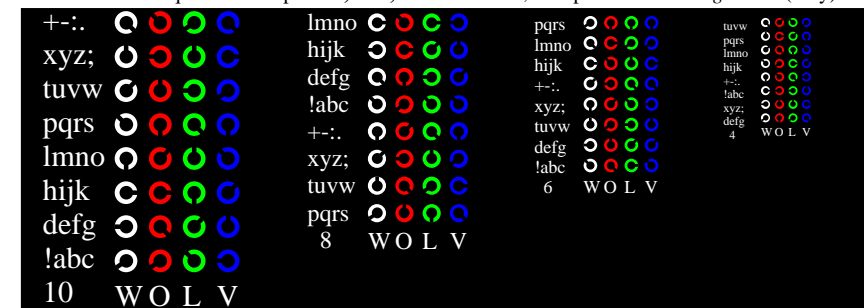 +-:.
xyz;
tuvw
pqrs
lmno
hijk
defg
!abc
10 W O L V
lmno
hijk
defg
!abc
+-:.
xyz;
tuvw
pqrs
8 W O L V
pqrs
lmno
hijk
+-:.
xyz;
tuvw
defg
!abc
6 W O L V
tuvw
pqrs
lmno
hijk
+-:.
!abc
xyz;
defg
4 W O L V